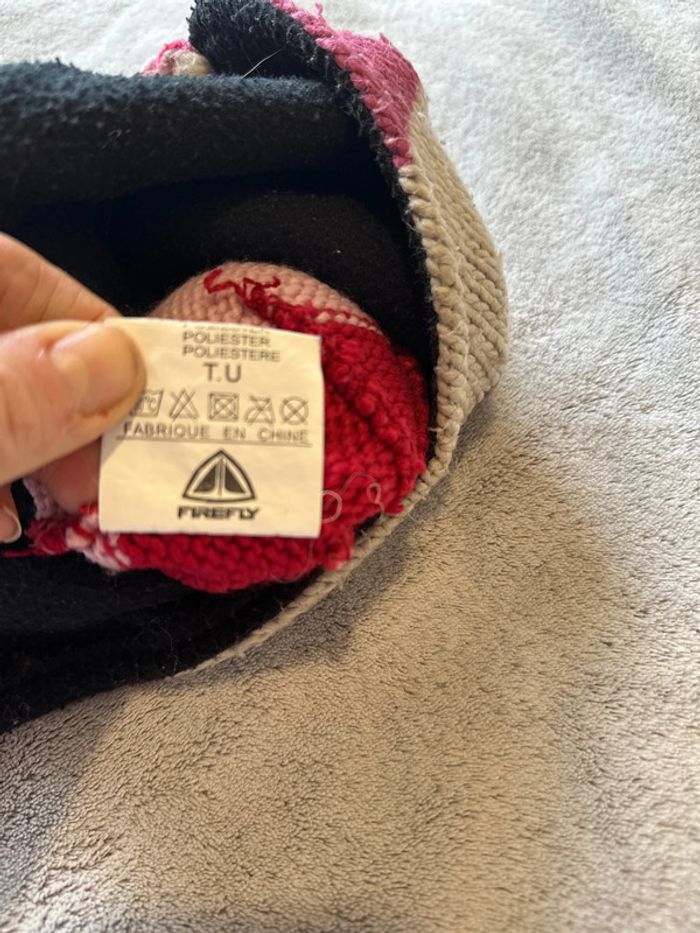 POLIESTER
POLIESTERE
T.U
FABRIQUE EN CHINE
FIREFLY